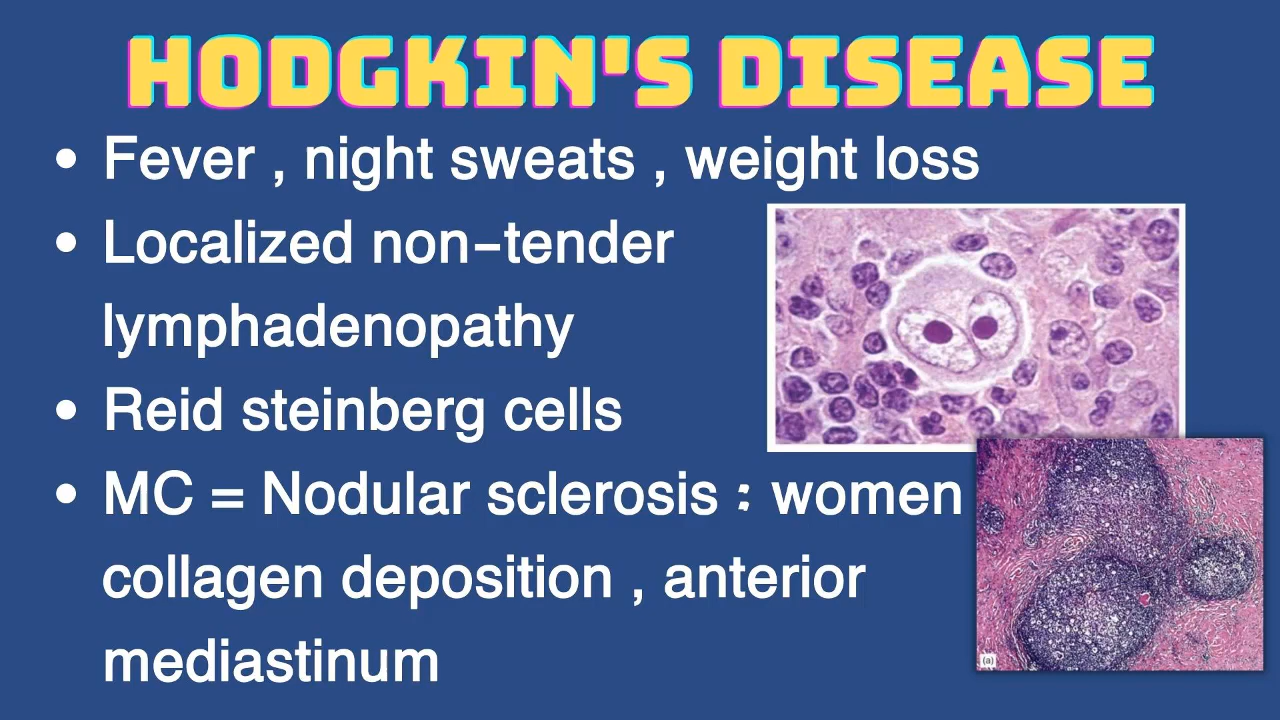 HODGKIN'S DISEASE
• Fever , night sweats , weight loss
• Localized non-tender
lymphadenopathy
• Reid steinberg cells
• MC = Nodular sclerosis : women
collagen deposition , anterior
mediastinum
(a)